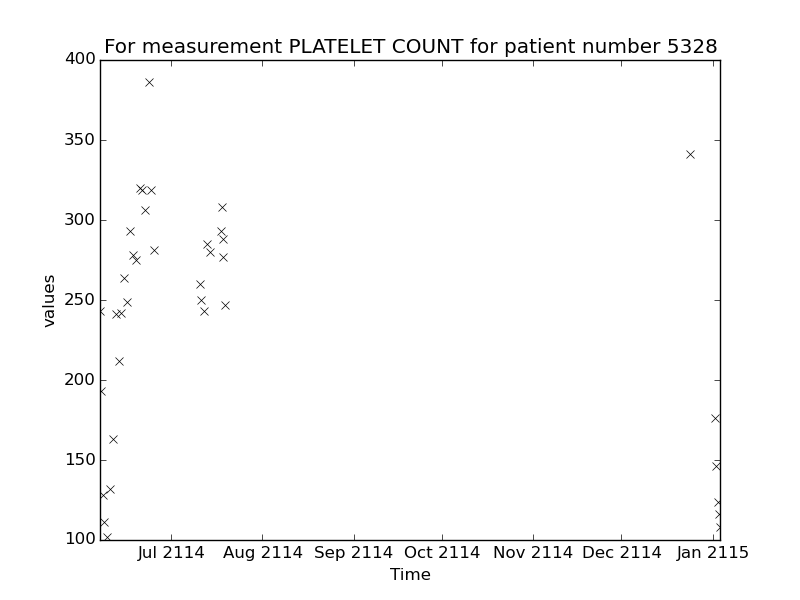 For measurement PLATELET COUNT for patient number 5328
400
350
300
250
200
150
100
values
Jul 2114 Aug 2114 Sep 2114 Oct 2114 Nov 2114 Dec 2114 Jan 2115
Time